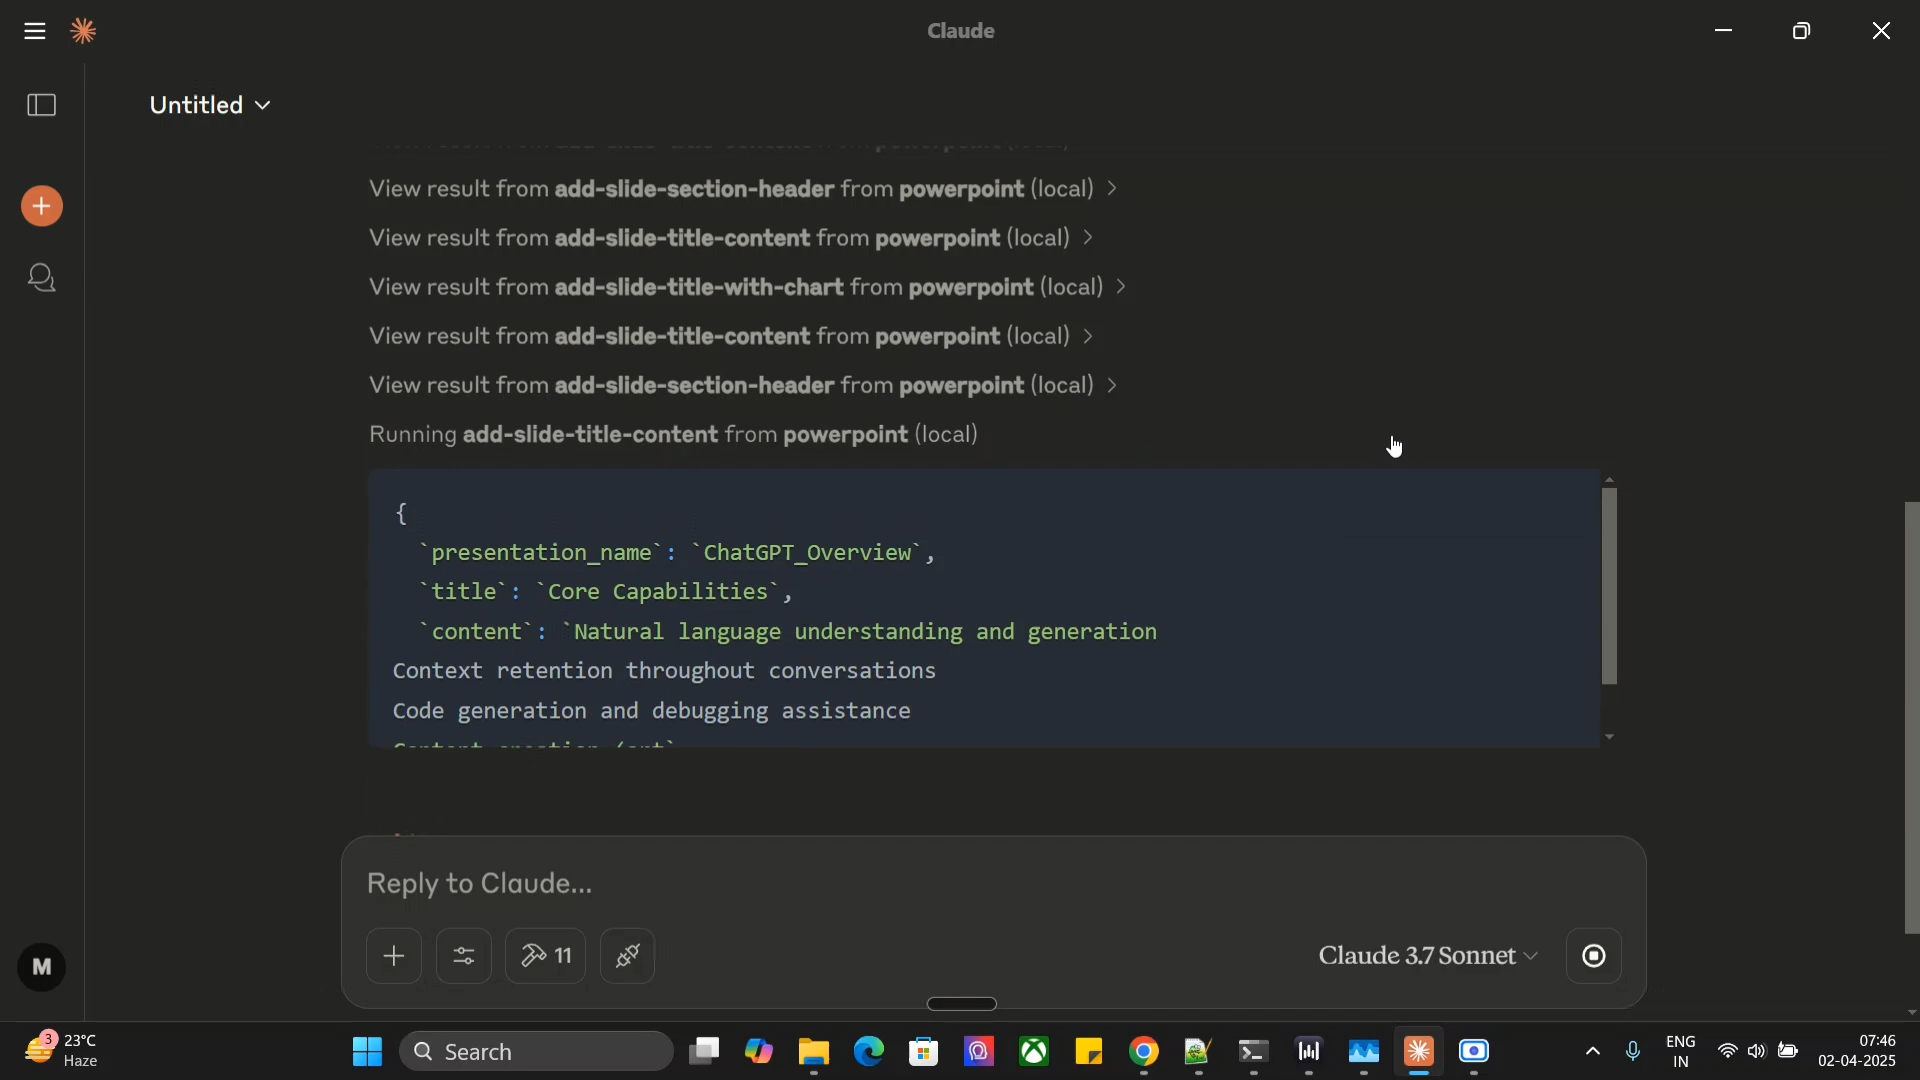 Claude
Untitled
View result from add-slide-section-header from powerpoint (local)
View result from add-slide-title-content from powerpoint (local)
View result from add-slide-title-with-chart from powerpoint (local)
View result from add-slide-title-content from powerpoint (local)
View result from add-slide-section-header from powerpoint (local)
Running add-slide-title-content from powerpoint (local)
{
`presentation_name`: `ChatGPT_Overview`,
`title`: `Core Capabilities`,
`content`: `Natural language understanding and generation
Context retention throughout conversations
Code generation and debugging assistance
Reply to Claude...
11
Claude 3.7 Sonnet
M
3
23°C
Haze
Search
ENG
IN
07:46
02-04-2025